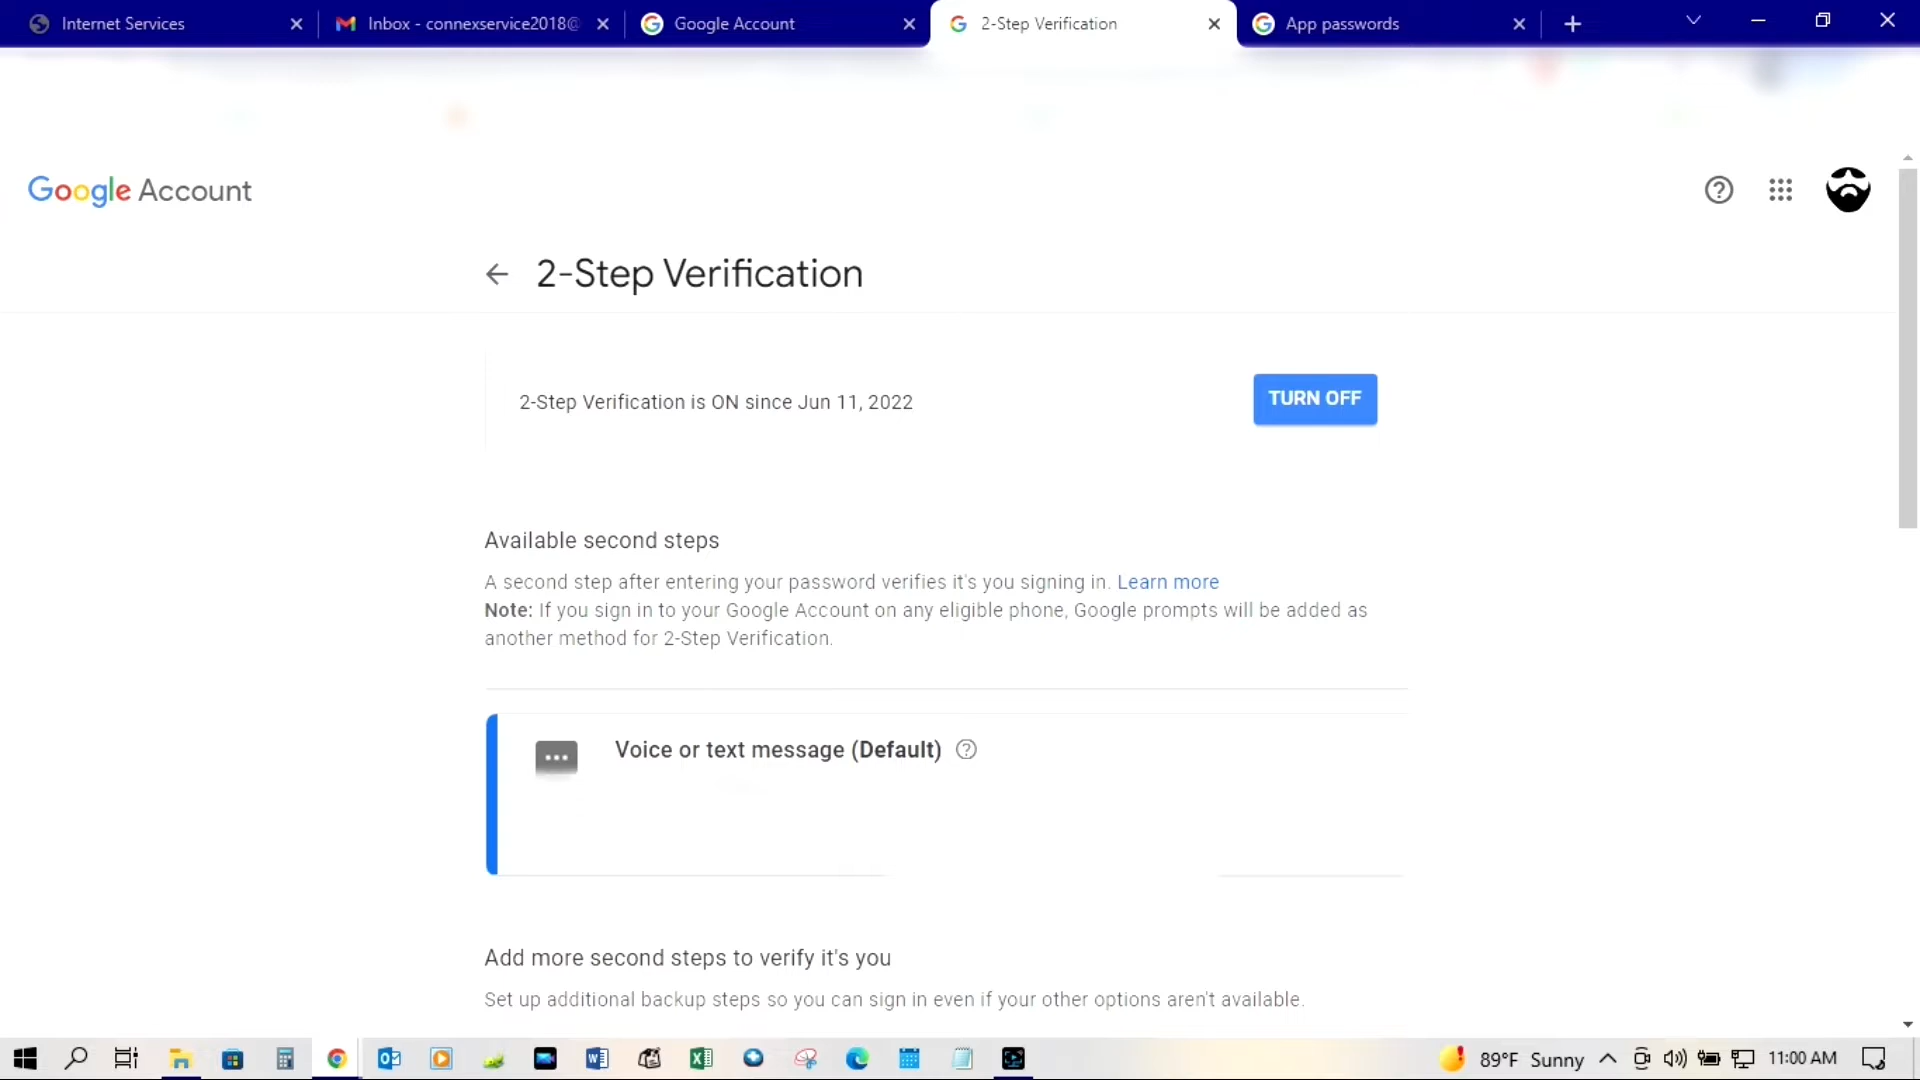 Internet Services
Inbox - connexservice2018@
Google Account
2-Step Verification
App passwords
Google Account
2-Step Verification
2-Step Verification is ON since Jun 11, 2022
TURN OFF
Available second steps
A second step after entering your password verifies it's you signing in. Learn more
Note: If you sign in to your Google Account on any eligible phone, Google prompts will be added as
another method for 2-Step Verification.
Voice or text message (Default)
Add more second steps to verify it's you
Set up additional backup steps so you can sign in even if your other options aren't available.
89°F Sunny
11:00 AM